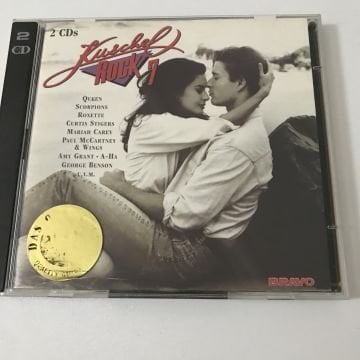 2
CD
2 CDs
Kuschel
ROCK 7
QUEEN
SCORPIONS
ROXETTE
CURTIS STIGERS
MARIAH CAREY
PAUL MCCARTNEY
& WINGS
AMY GRANT · A-HA
GEORGE BENSON
U.V.M.
DAS
BRAVO